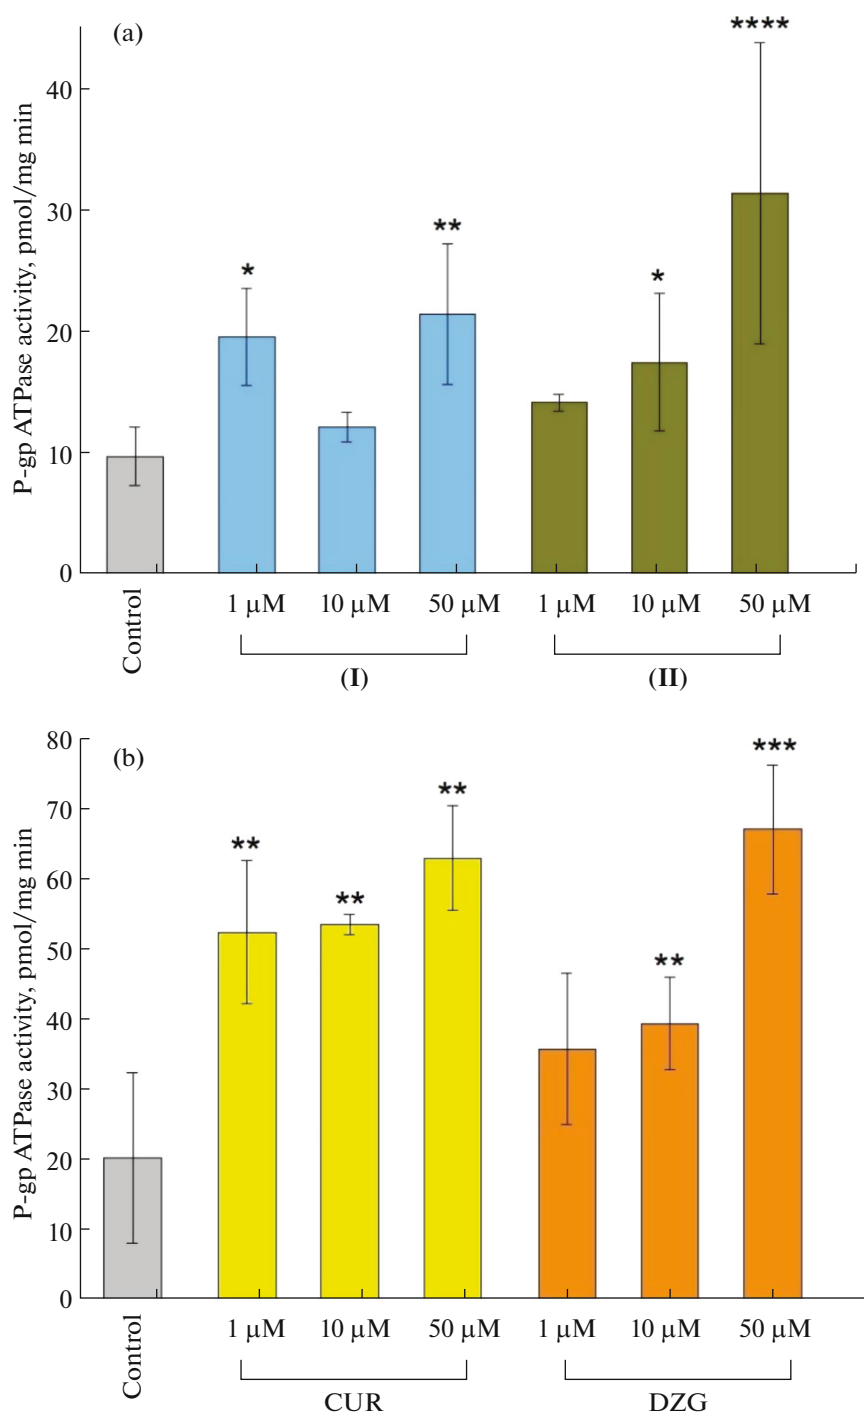 (a)
P-gp ATPase activity, pmol/mg min
40
30
20
10
0
*
**
*
****
Control
1 μM 10 μM 50 μM 1 μM 10 μM 50 μM
(I) (II)
(b)
P-gp ATPase activity, pmol/mg min
80
70
60
50
40
30
20
10
0
**
**
**
**
***
Control
1 μM 10 μM 50 μM 1 μM 10 μM 50 μM
CUR DZG